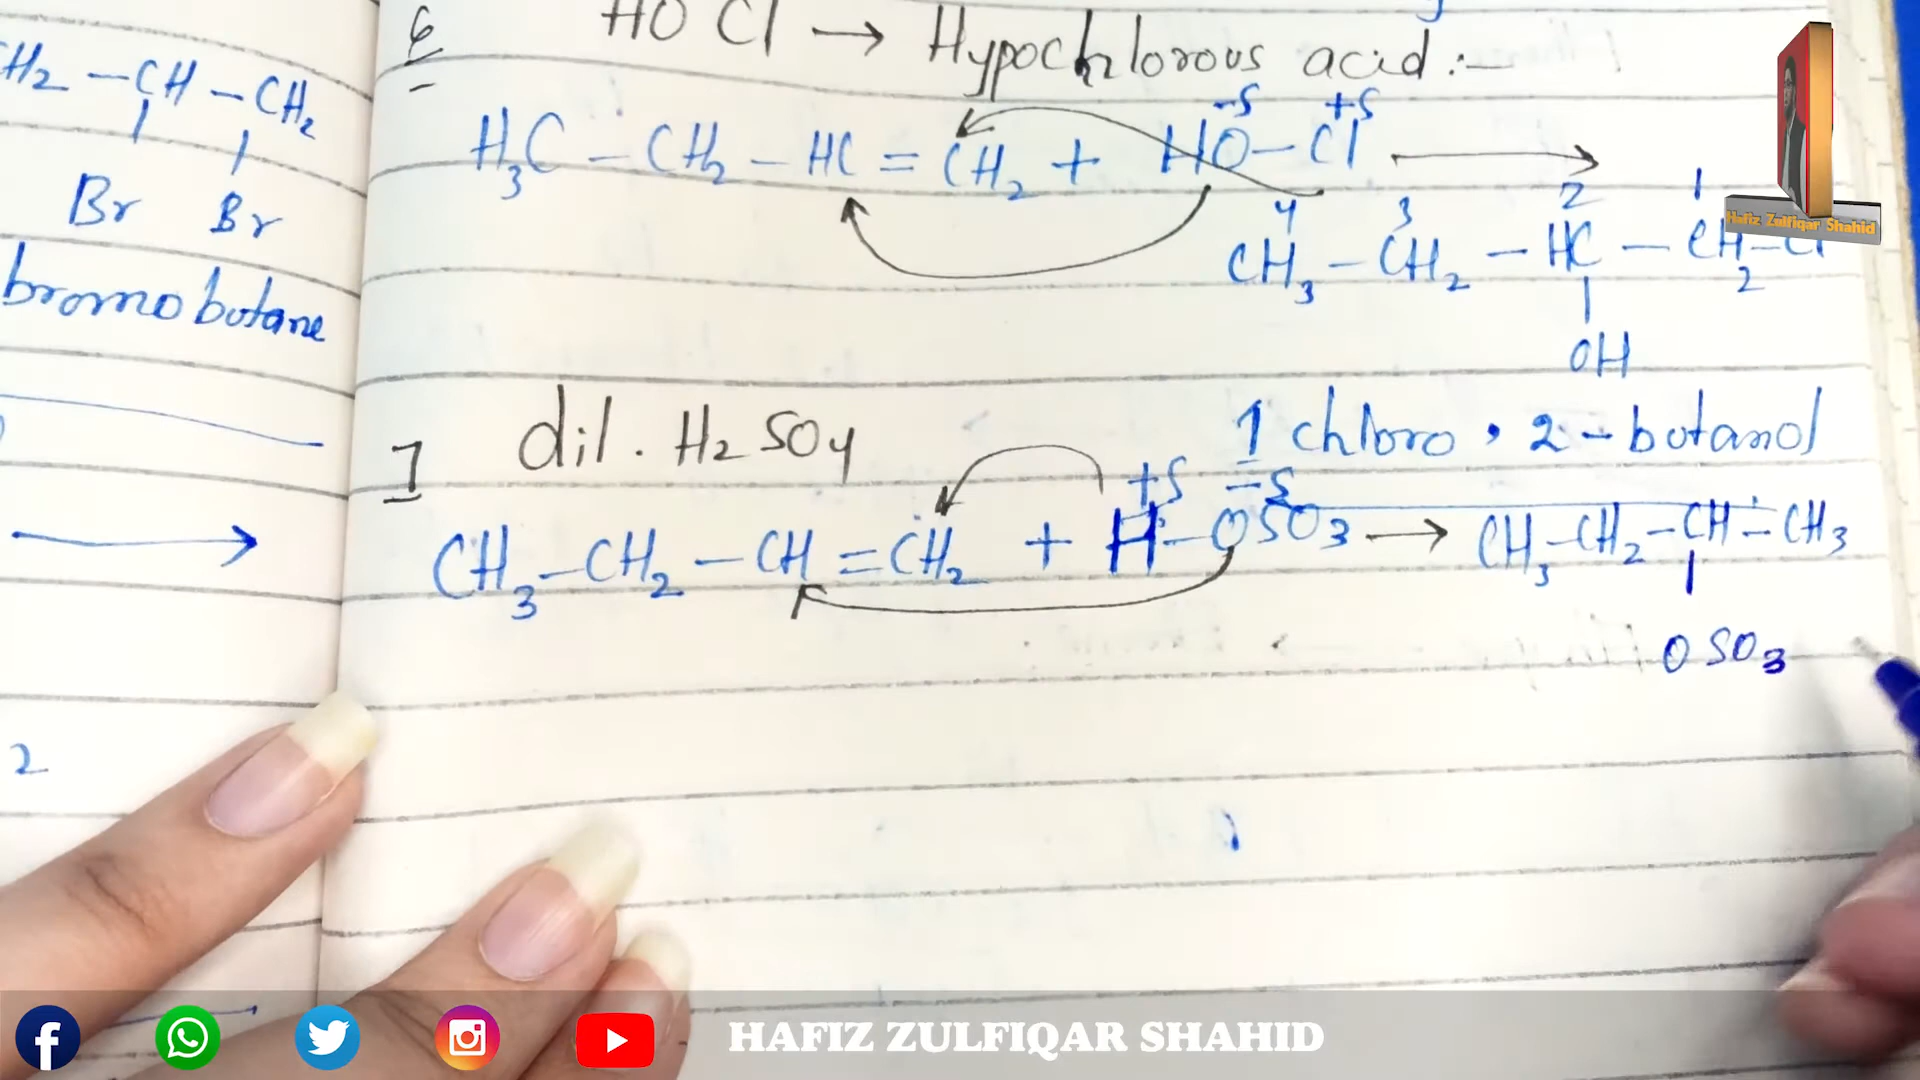 H2 – CH – CH2
Br Br
bromobutane
2
6 HOCl → Hypochlorous acid :-
-δ +δ
H3C – CH2 – HC = CH2 + HO – Cl →
4 3 2 1
CH3 – CH2 – HC – CH2 – Cl
OH
1 chloro, 2 - butanol
7 dil. H2SO4
+δ -δ
CH3 – CH2 – CH = CH2 + H – OSO3 → CH3 – CH2 – CH – CH3
OSO3
Hafiz Zulfiqar Shahid
HAFIZ ZULFIQAR SHAHID